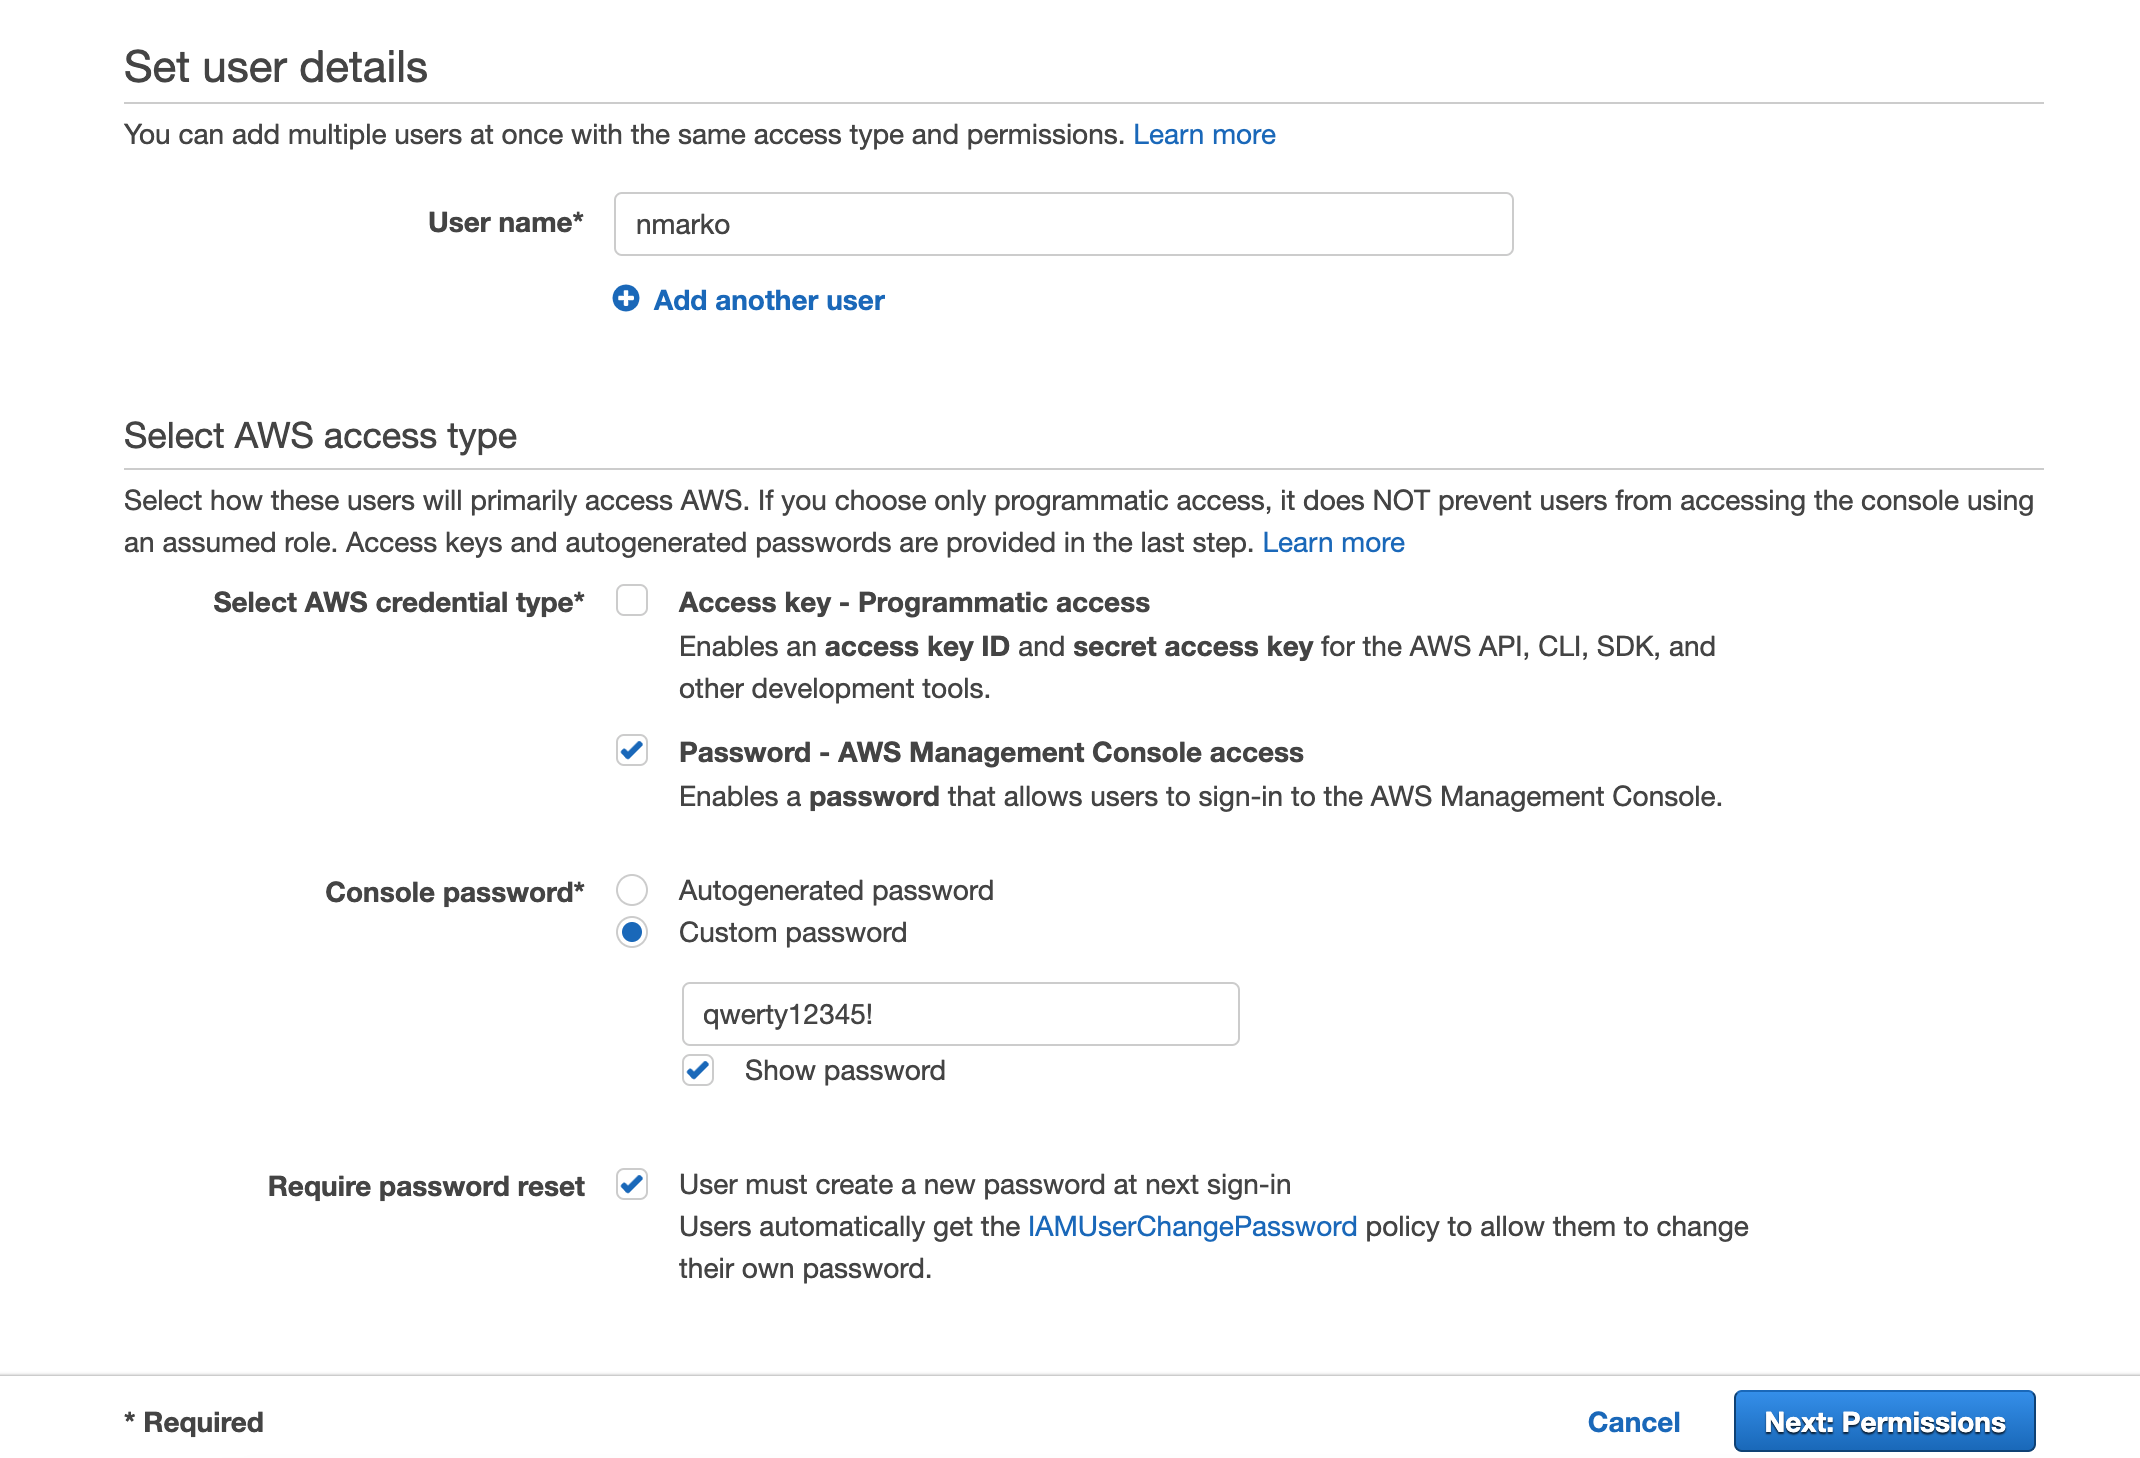 Set user details
You can add multiple users at once with the same access type and permissions. Learn more
User name*
nmarko
Add another user
Select AWS access type
Select how these users will primarily access AWS. If you choose only programmatic access, it does NOT prevent users from accessing the console using
an assumed role. Access keys and autogenerated passwords are provided in the last step. Learn more
Select AWS credential type*
Access key - Programmatic access
Enables an access key ID and secret access key for the AWS API, CLI, SDK, and
other development tools.
Password - AWS Management Console access
Enables a password that allows users to sign-in to the AWS Management Console.
Console password*
Autogenerated password
Custom password
qwerty12345!
Show password
Require password reset
User must create a new password at next sign-in
Users automatically get the IAMUserChangePassword policy to allow them to change
their own password.
* Required
Cancel
Next: Permissions